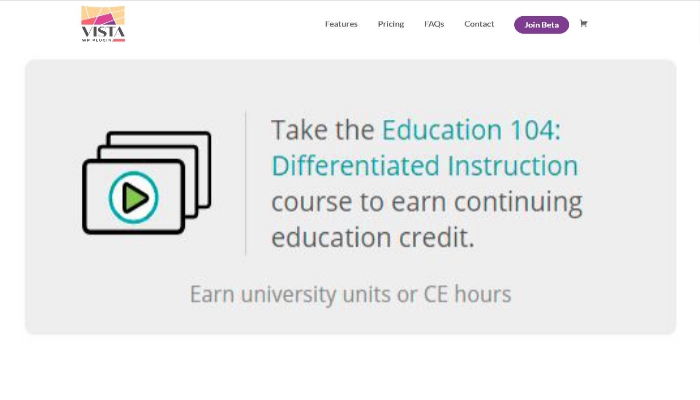 VISTA
WP PLUGIN
Features Pricing FAQs Contact Join Beta
Take the Education 104:
Differentiated Instruction
course to earn continuing
education credit.
Earn university units or CE hours